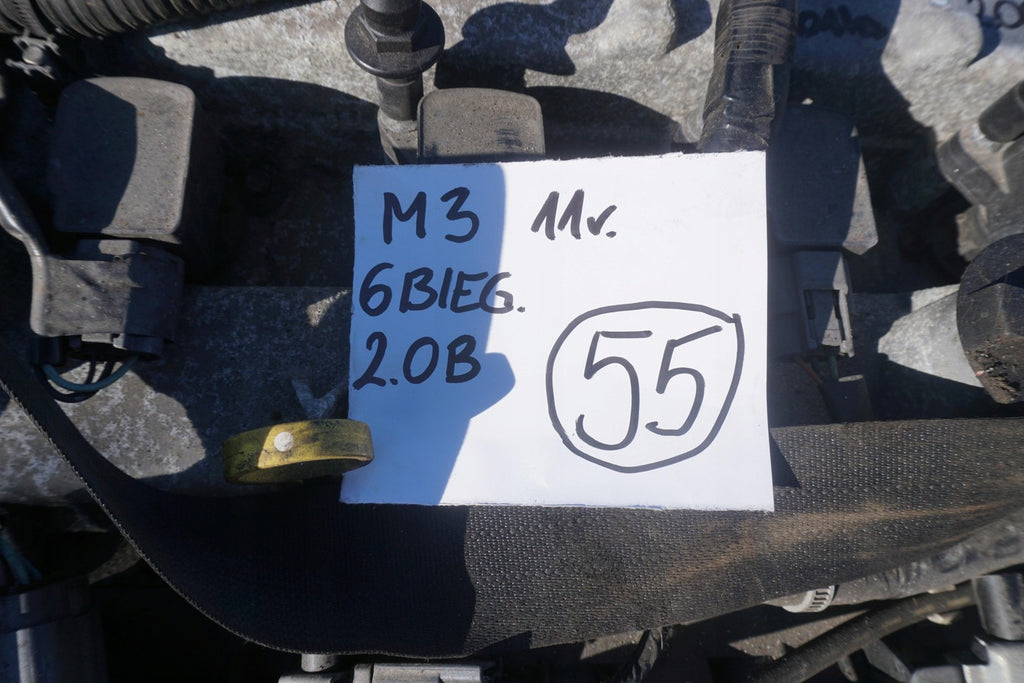 M3 11r.
6BIEG.
2.0B
55